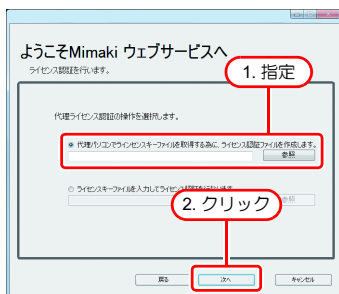 ようこそMimaki ウェブサービスへ
ライセンス認証を行います。
1. 指定
代理ライセンス認証の操作を選択します。
代理パソコンでライセンスキーファイルを取得する為に、ライセンス認証ファイルを作成します。
参照
ライセンスキーファイルを入力してライセンス認証を行ないます。
参照
2. クリック
戻る
次へ
キャンセル